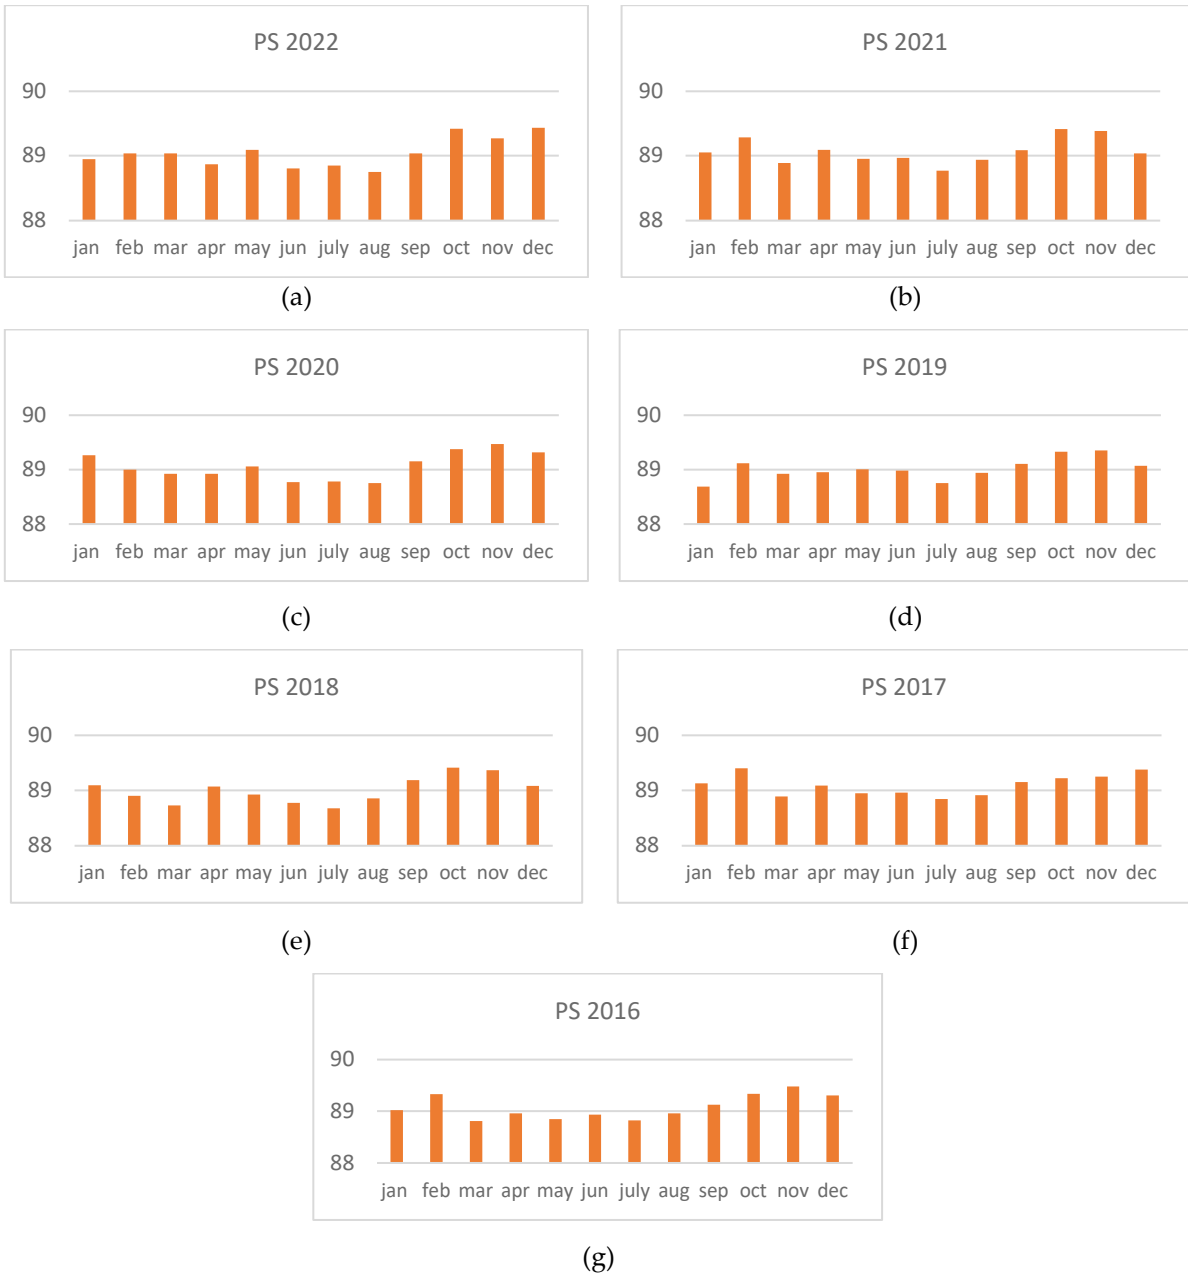 PS 2022
90
89
88
jan feb mar apr may jun july aug sep oct nov dec
(a)
PS 2021
90
89
88
jan feb mar apr may jun july aug sep oct nov dec
(b)
PS 2020
90
89
88
jan feb mar apr may jun july aug sep oct nov dec
(c)
PS 2019
90
89
88
jan feb mar apr may jun july aug sep oct nov dec
(d)
PS 2018
90
89
88
jan feb mar apr may jun july aug sep oct nov dec
(e)
PS 2017
90
89
88
jan feb mar apr may jun july aug sep oct nov dec
(f)
PS 2016
90
89
88
jan feb mar apr may jun july aug sep oct nov dec
(g)